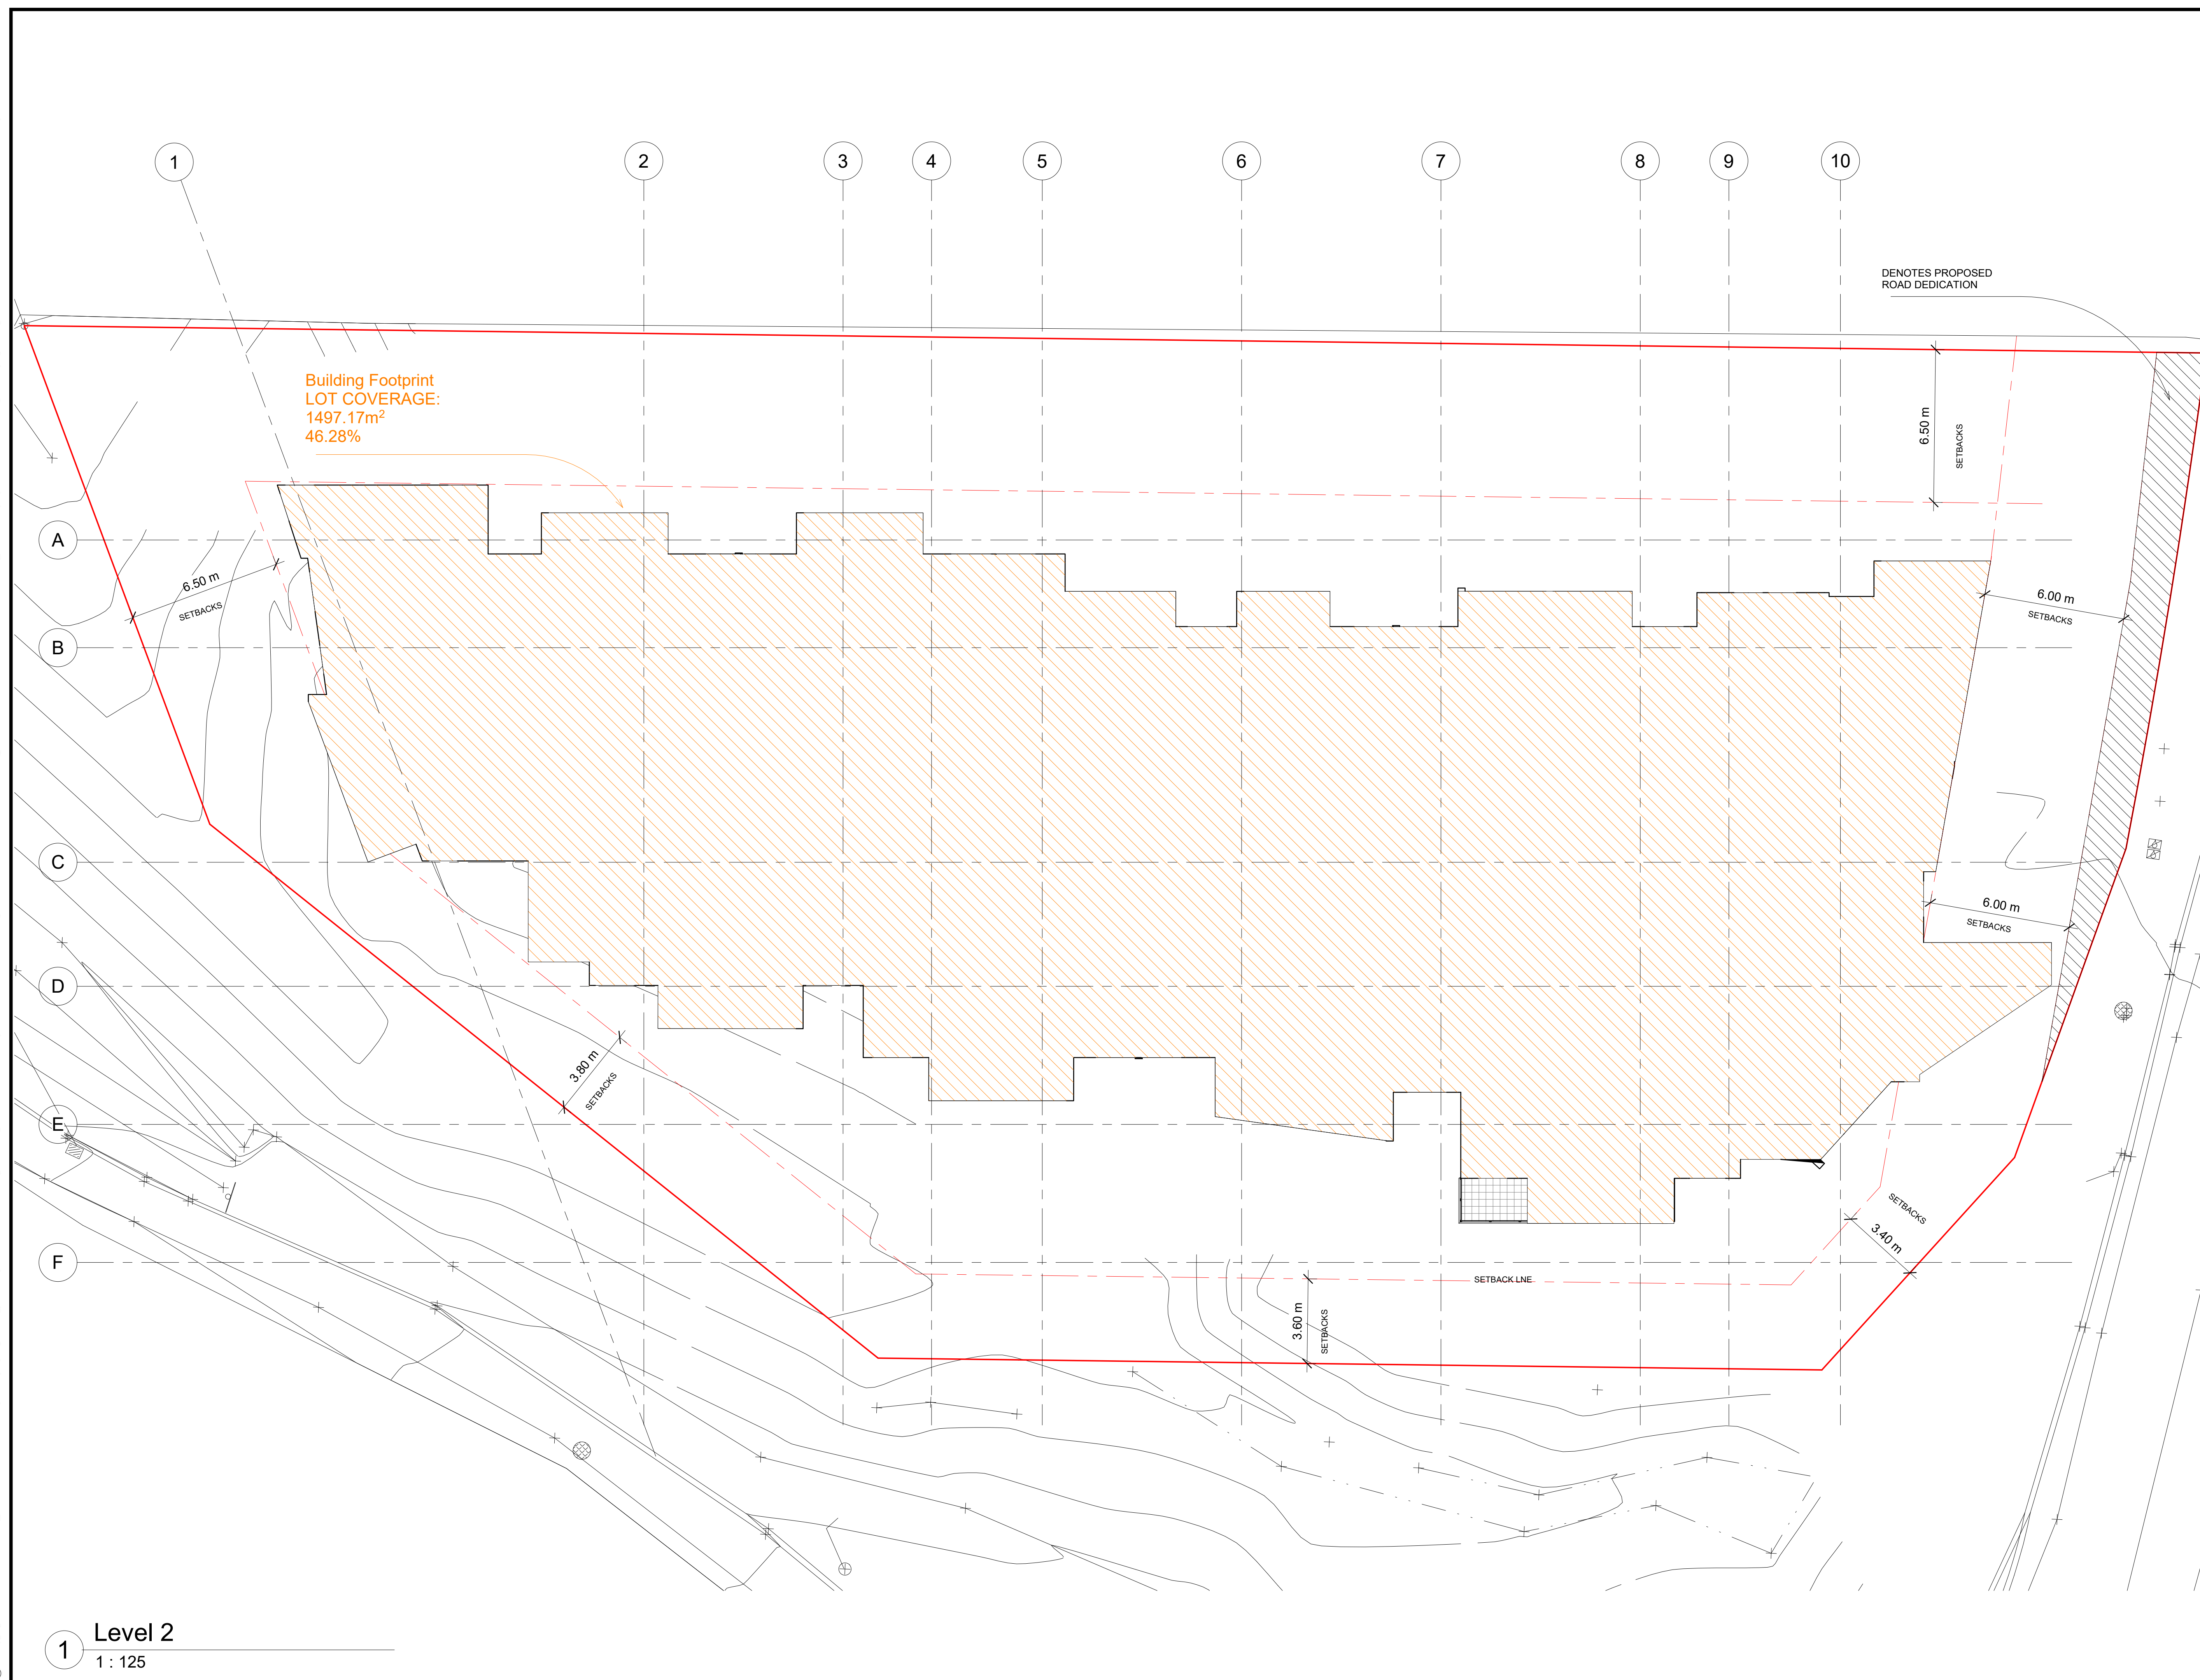 1
2
3
4
5
6
7
8
9
10
DENOTES PROPOSED
ROAD DEDICATION
Building Footprint
LOT COVERAGE:
1497.17m²
46.28%
6.50 m
SETBACKS
A
6.50 m
SETBACKS
6.00 m
SETBACKS
B
C
6.00 m
SETBACKS
D
3.80 m
SETBACKS
E
SETBACKS
3.40 m
F
SETBACK LNE
3.60 m
SETBACKS
1
Level 2
1 : 125